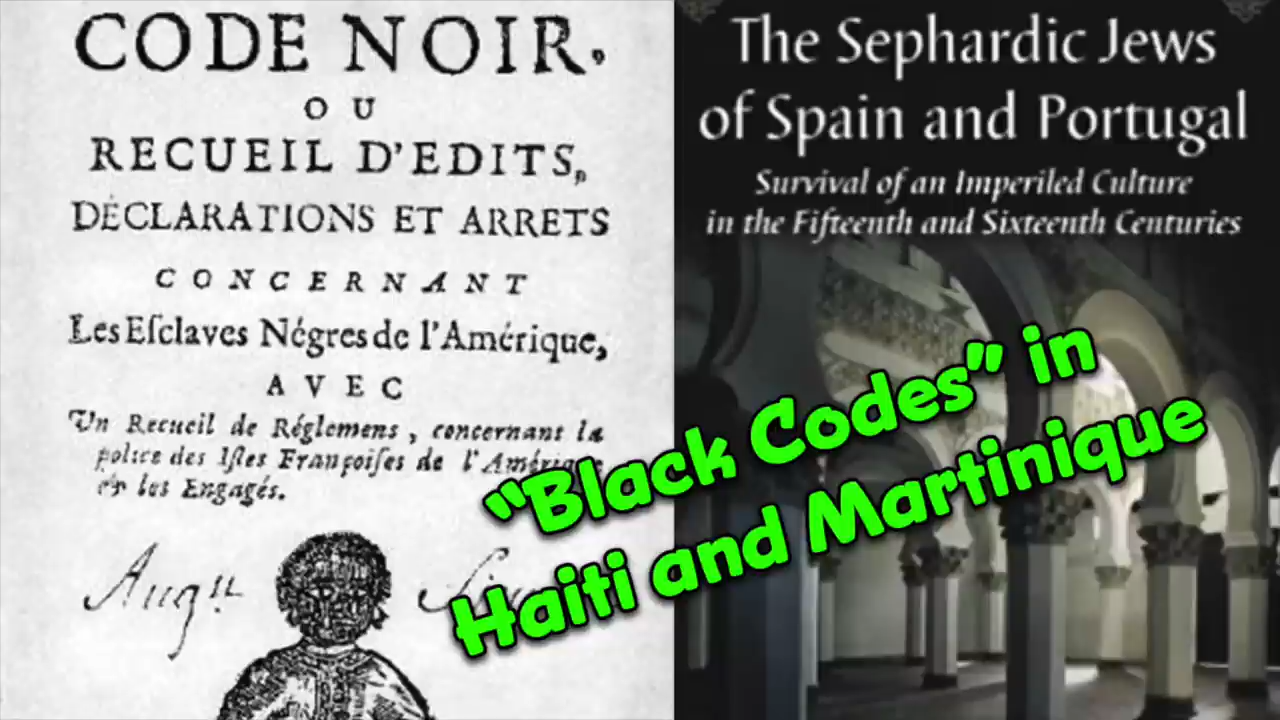 CODE NOIR,
OU
RECUEIL D'EDITS,
DÉCLARATIONS ET ARRETS
CONCERNANT
Les Eſclaves Négres de l'Amérique,
AVEC
Un Recueil de Réglemens, concernant la
police des Iſles Françoiſes de l'Amériq
& les Engagés.
The Sephardic Jews
of Spain and Portugal
Survival of an Imperiled Culture
in the Fifteenth and Sixteenth Centuries
“Black Codes” in
Haiti and Martinique